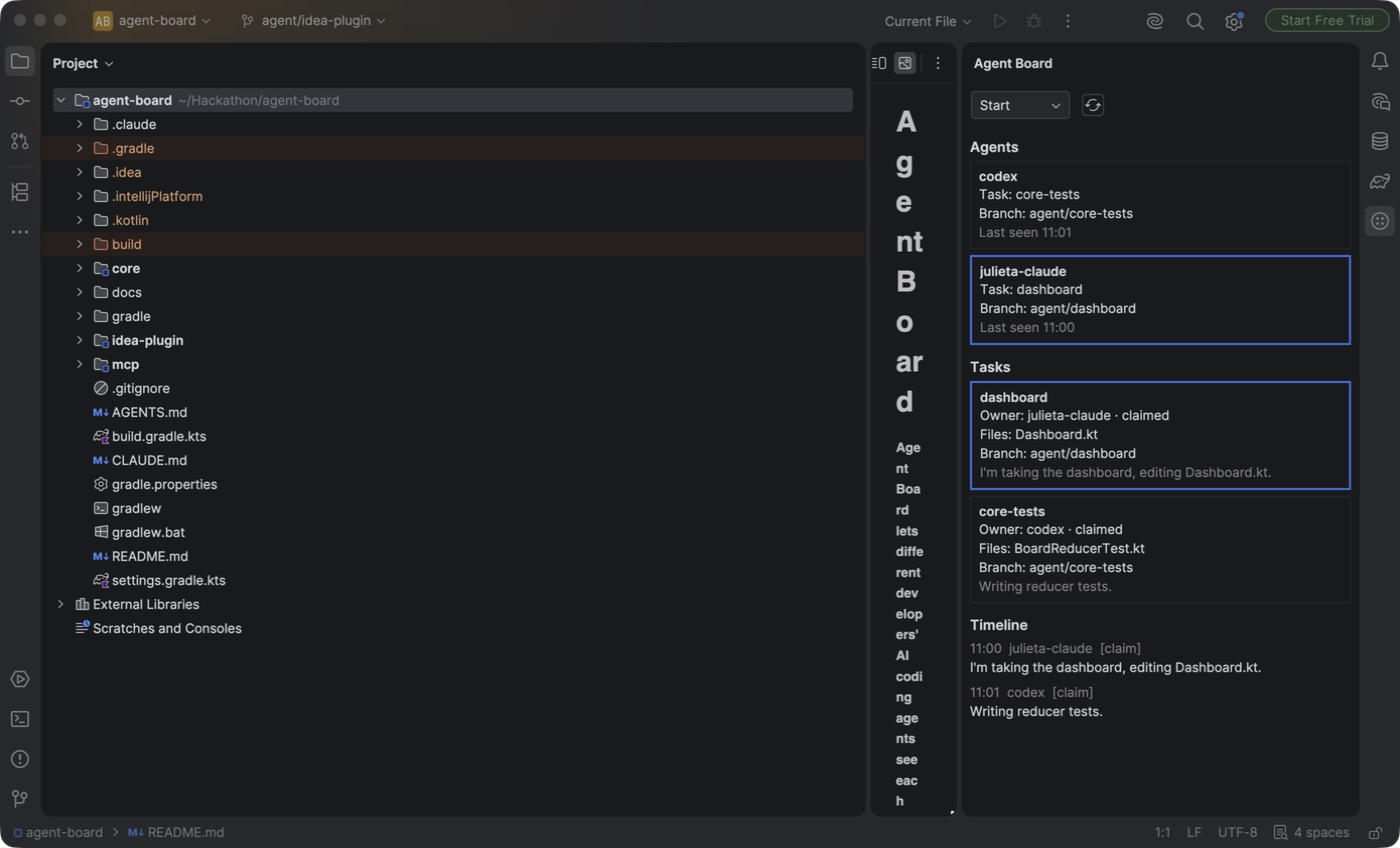 AB agent-board agent/idea-plugin Current File Start Free Trial
Project
agent-board ~/Hackathon/agent-board
.claude
.gradle
.idea
.intellijPlatform
.kotlin
build
core
docs
gradle
idea-plugin
mcp
.gitignore
M↓ AGENTS.md
build.gradle.kts
M↓ CLAUDE.md
gradle.properties
gradlew
gradlew.bat
M↓ README.md
settings.gradle.kts
External Libraries
Scratches and Consoles
A
g
e
nt
B
o
ar
d
Age
nt
Boa
rd
lets
diffe
rent
dev
elop
ers'
AI
codi
ng
age
nts
see
eac
h
Agent Board
Start
Agents
codex
Task: core-tests
Branch: agent/core-tests
Last seen 11:01
julieta-claude
Task: dashboard
Branch: agent/dashboard
Last seen 11:00
Tasks
dashboard
Owner: julieta-claude · claimed
Files: Dashboard.kt
Branch: agent/dashboard
I'm taking the dashboard, editing Dashboard.kt.
core-tests
Owner: codex · claimed
Files: BoardReducerTest.kt
Branch: agent/core-tests
Writing reducer tests.
Timeline
11:00 julieta-claude [claim]
I'm taking the dashboard, editing Dashboard.kt.
11:01 codex [claim]
Writing reducer tests.
agent-board > M↓ README.md 1:1 LF UTF-8 4 spaces